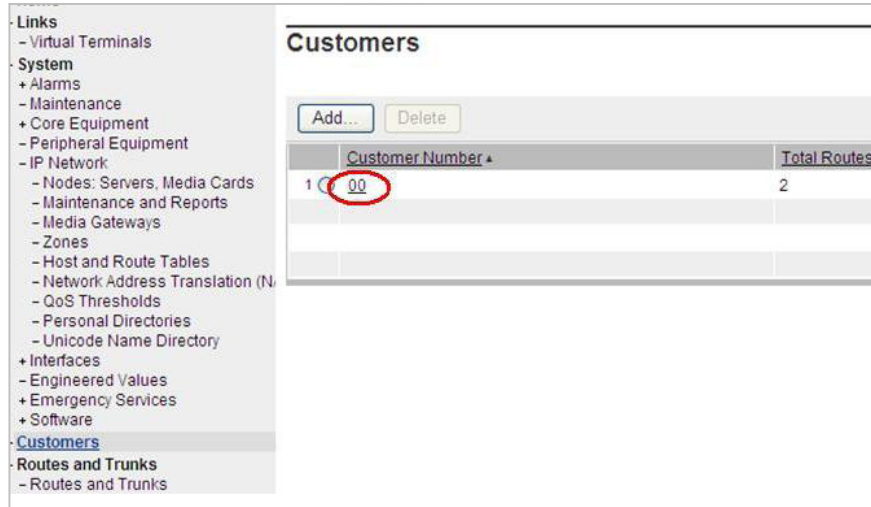 - Links
- Virtual Terminals
- System
+ Alarms
- Maintenance
+ Core Equipment
- Peripheral Equipment
- IP Network
- Nodes: Servers, Media Cards
- Maintenance and Reports
- Media Gateways
- Zones
- Host and Route Tables
- Network Address Translation (N
- QoS Thresholds
- Personal Directories
- Unicode Name Directory
+ Interfaces
- Engineered Values
+ Emergency Services
+ Software
- Customers
- Routes and Trunks
- Routes and Trunks
Customers
Add... Delete
Customer Number Total Routes
1 00 2